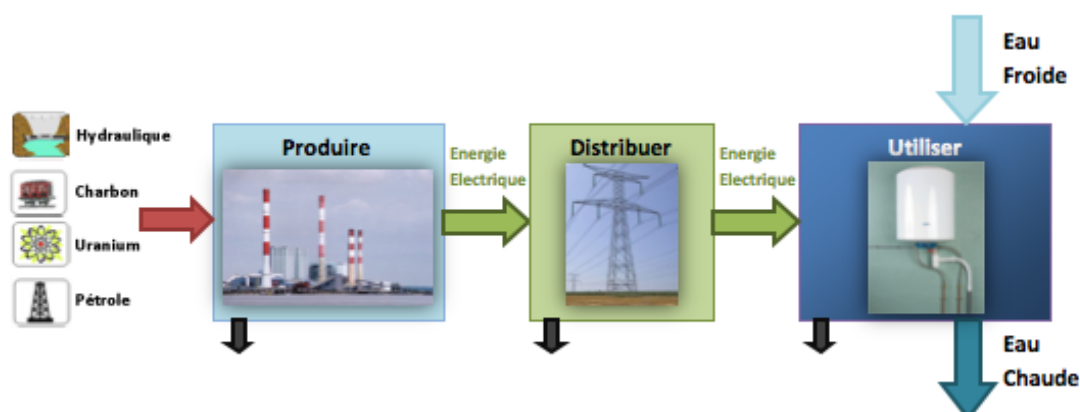 Eau
Froide
Hydraulique
Charbon
Uranium
Pétrole
Produire
Energie
Electrique
Distribuer
Energie
Electrique
Utiliser
Eau
Chaude